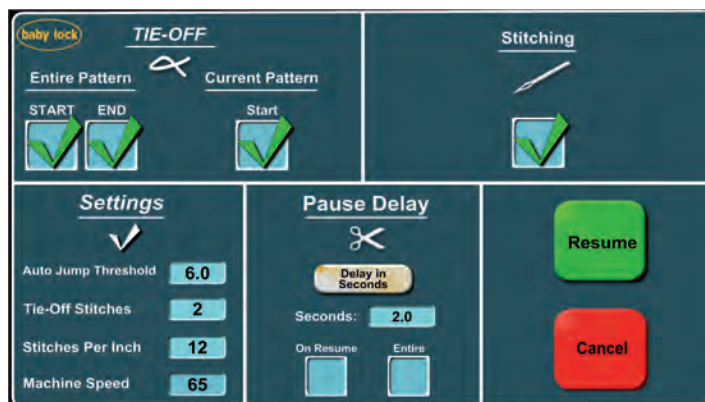 baby lock
TIE-OFF
Entire Pattern
START END
Current Pattern
Start
Stitching
Settings
Auto Jump Threshold 6.0
Tie-Off Stitches 2
Stitches Per Inch 12
Machine Speed 65
Pause Delay
Delay in
Seconds
Seconds: 2.0
On Resume Entire
Resume
Cancel